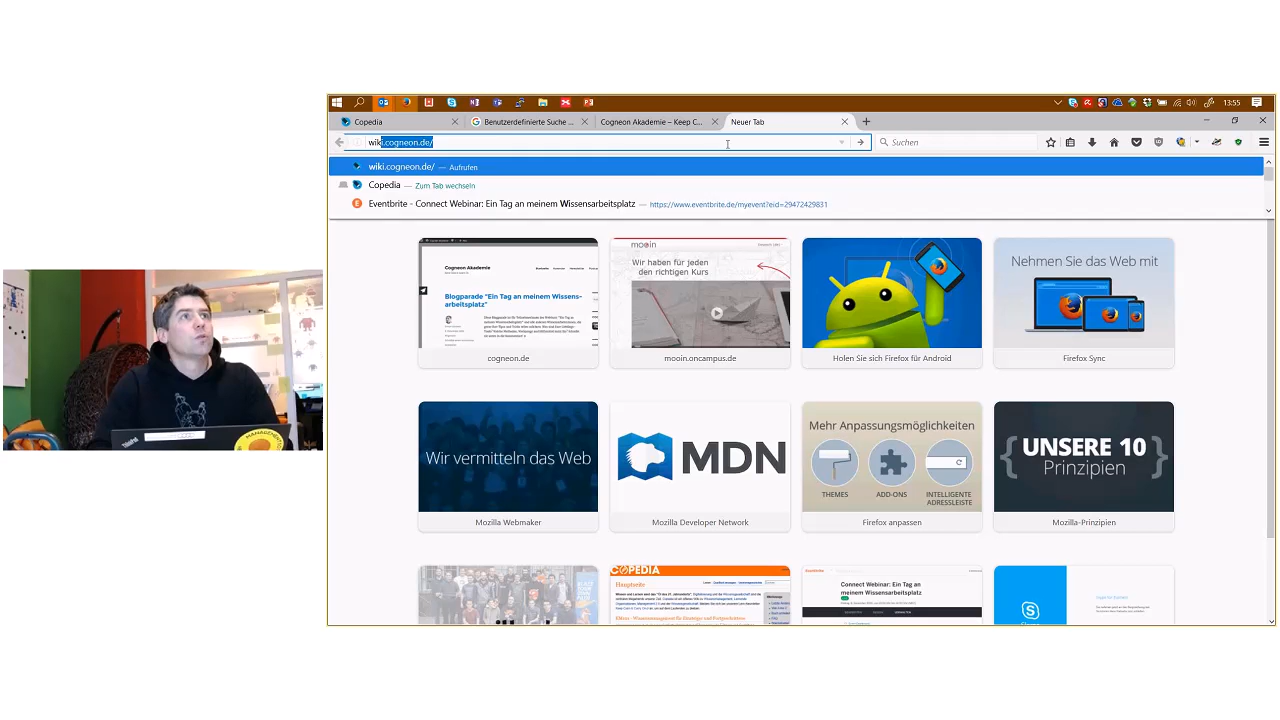 13:55
Copedia
Benutzerdefinierte Suche ...
Cogneon Akademie – Keep C...
Neuer Tab
wiki.cogneon.de/
Suchen
wiki.cogneon.de/ — Aufrufen
Copedia — Zum Tab wechseln
Eventbrite - Connect Webinar: Ein Tag an meinem Wissensarbeitsplatz — https://www.eventbrite.de/myevent?eid=29472429831
Cogneon Akademie
Blogparade "Ein Tag an meinem Wissens-
arbeitsplatz"
cogneon.de
mooin
Wir haben für jeden
den richtigen Kurs
mooin.oncampus.de
Holen Sie sich Firefox für Android
Nehmen Sie das Web mit
Firefox Sync
Wir vermitteln das Web
Mozilla Webmaker
MDN
Mozilla Developer Network
Mehr Anpassungsmöglichkeiten
THEMES
ADD-ONS
INTELLIGENTE
ADRESSLEISTE
Firefox anpassen
{ UNSERE 10 }
Prinzipien
Mozilla-Prinzipien
COPEDIA
Hauptseite
Connect Webinar: Ein Tag an
meinem Wissensarbeitsplatz